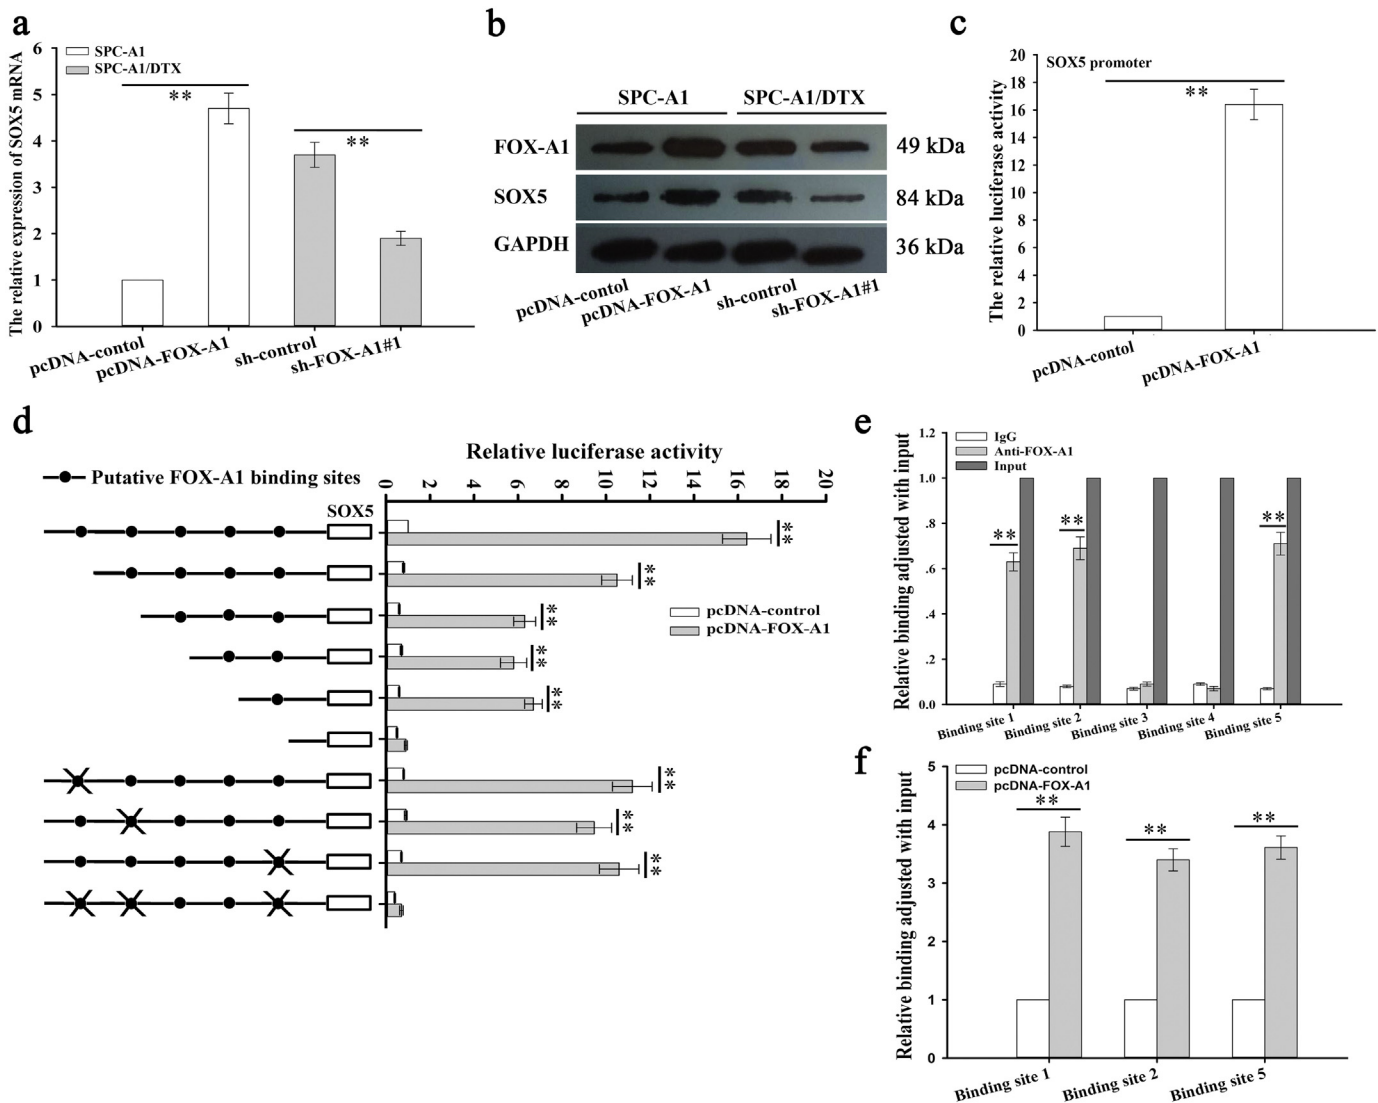 a
The relative expression of SOX5 mRNA
6
5
4
3
2
1
0
SPC-A1
SPC-A1/DTX
**
**
pcDNA-contol
pcDNA-FOX-A1
sh-control
sh-FOX-A1#1
b
SPC-A1 SPC-A1/DTX
FOX-A1 49 kDa
SOX5 84 kDa
GAPDH 36 kDa
pcDNA-contol
pcDNA-FOX-A1
sh-control
sh-FOX-A1#1
c
The relative luciferase activity
20
18
16
14
12
10
8
6
4
2
0
SOX5 promoter
**
pcDNA-contol
pcDNA-FOX-A1
d
Relative luciferase activity
Putative FOX-A1 binding sites
0 2 4 6 8 10 12 14 16 18 20
SOX5
**
**
**
**
**
**
**
**
pcDNA-control
pcDNA-FOX-A1
e
Relative binding adjusted with input
1.2
1.0
.8
.6
.4
.2
0.0
IgG
Anti-FOX-A1
Input
**
**
**
Binding site 1
Binding site 2
Binding site 3
Binding site 4
Binding site 5
f
Relative binding adjusted with input
5
4
3
2
1
0
pcDNA-control
pcDNA-FOX-A1
**
**
**
Binding site 1
Binding site 2
Binding site 5